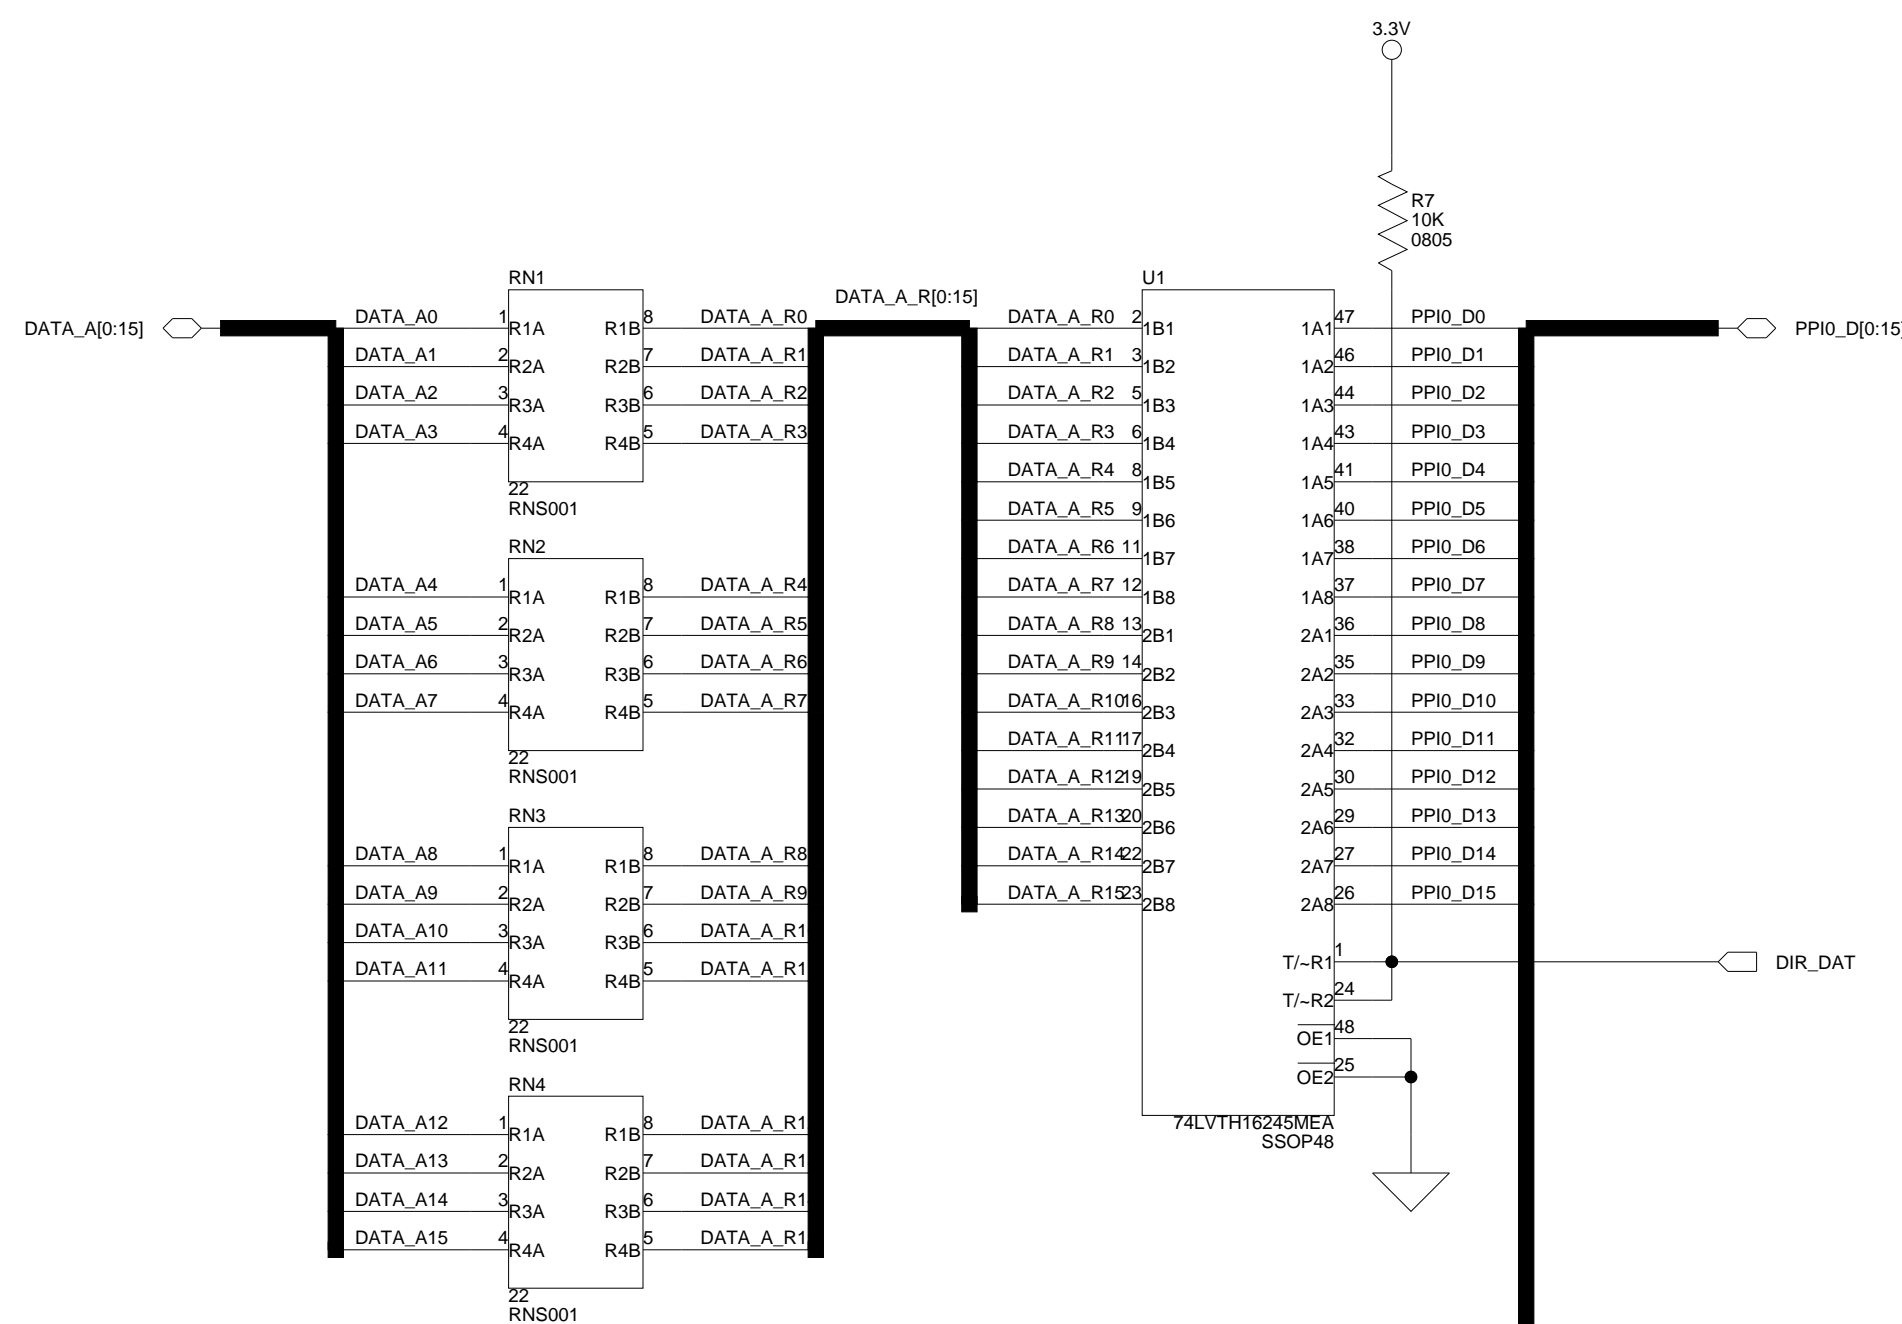 3.3V
R7
10K
0805
DATA_A[0:15]
RN1
DATA_A0 1 R1A R1B 8 DATA_A_R0
DATA_A1 2 R2A R2B 7 DATA_A_R1
DATA_A2 3 R3A R3B 6 DATA_A_R2
DATA_A3 4 R4A R4B 5 DATA_A_R3
22
RNS001
RN2
DATA_A4 1 R1A R1B 8 DATA_A_R4
DATA_A5 2 R2A R2B 7 DATA_A_R5
DATA_A6 3 R3A R3B 6 DATA_A_R6
DATA_A7 4 R4A R4B 5 DATA_A_R7
22
RNS001
RN3
DATA_A8 1 R1A R1B 8 DATA_A_R8
DATA_A9 2 R2A R2B 7 DATA_A_R9
DATA_A10 3 R3A R3B 6 DATA_A_R1
DATA_A11 4 R4A R4B 5 DATA_A_R1
22
RNS001
RN4
DATA_A12 1 R1A R1B 8 DATA_A_R1
DATA_A13 2 R2A R2B 7 DATA_A_R1
DATA_A14 3 R3A R3B 6 DATA_A_R1
DATA_A15 4 R4A R4B 5 DATA_A_R1
22
RNS001
DATA_A_R[0:15]
U1
DATA_A_R0 2 1B1 1A1 47 PPI0_D0
DATA_A_R1 3 1B2 1A2 46 PPI0_D1
DATA_A_R2 5 1B3 1A3 44 PPI0_D2
DATA_A_R3 6 1B4 1A4 43 PPI0_D3
DATA_A_R4 8 1B5 1A5 41 PPI0_D4
DATA_A_R5 9 1B6 1A6 40 PPI0_D5
DATA_A_R6 11 1B7 1A7 38 PPI0_D6
DATA_A_R7 12 1B8 1A8 37 PPI0_D7
DATA_A_R8 13 2B1 2A1 36 PPI0_D8
DATA_A_R9 14 2B2 2A2 35 PPI0_D9
DATA_A_R10 16 2B3 2A3 33 PPI0_D10
DATA_A_R11 17 2B4 2A4 32 PPI0_D11
DATA_A_R12 19 2B5 2A5 30 PPI0_D12
DATA_A_R13 20 2B6 2A6 29 PPI0_D13
DATA_A_R14 22 2B7 2A7 27 PPI0_D14
DATA_A_R15 23 2B8 2A8 26 PPI0_D15
T/~R1 1
T/~R2 24
OE1 48
OE2 25
74LVTH16245MEA
SSOP48
PPI0_D[0:15]
DIR_DAT